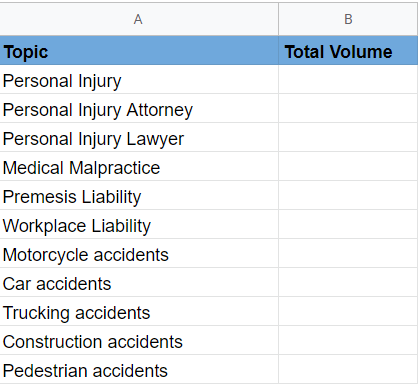 A B
Topic Total Volume
Personal Injury
Personal Injury Attorney
Personal Injury Lawyer
Medical Malpractice
Premesis Liability
Workplace Liability
Motorcycle accidents
Car accidents
Trucking accidents
Construction accidents
Pedestrian accidents